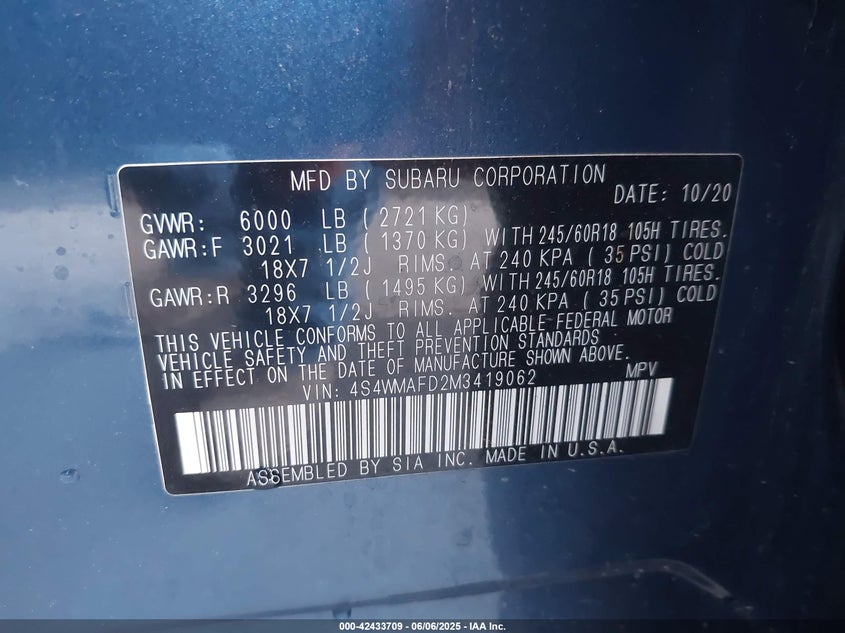 MFD BY SUBARU CORPORATION
DATE: 10/20
GVWR: 6000 LB ( 2721 KG)
GAWR:F 3021 LB ( 1370 KG) WITH 245/60R18 105H TIRES.
18X7 1/2J RIMS. AT 240 KPA ( 35 PSI) COLD
GAWR:R 3296 LB ( 1495 KG) WITH 245/60R18 105H TIRES.
18X7 1/2J RIMS. AT 240 KPA ( 35 PSI) COLD
THIS VEHICLE CONFORMS TO ALL APPLICABLE FEDERAL MOTOR
VEHICLE SAFETY AND THEFT PREVENTION STANDARDS
IN EFFECT ON THE DATE OF MANUFACTURE SHOWN ABOVE.
VIN: 4S4WMAFD2M3419062 MPV
ASSEMBLED BY SIA INC. MADE IN U.S.A.
000-42433709 - 06/06/2025 - IAA Inc.